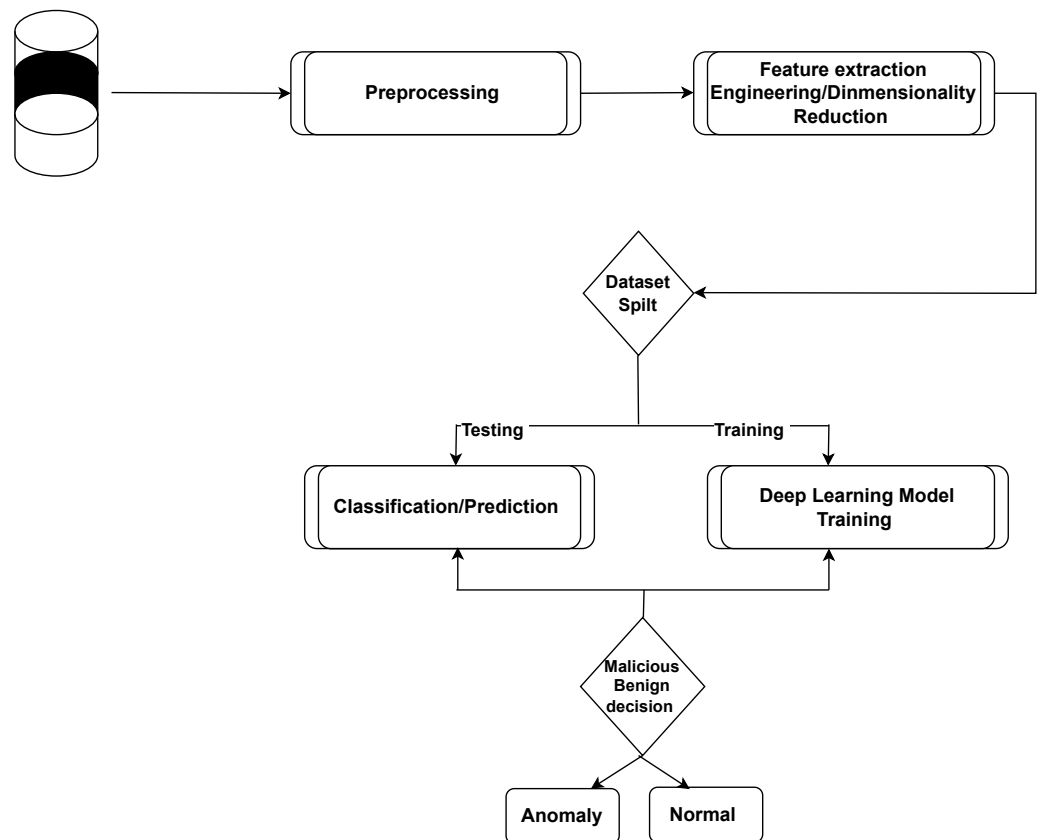 Preprocessing
Feature extraction
Engineering/Dinmensionality
Reduction
Dataset
Spilt
Testing
Training
Classification/Prediction
Deep Learning Model
Training
Malicious
Benign
decision
Anomaly
Normal